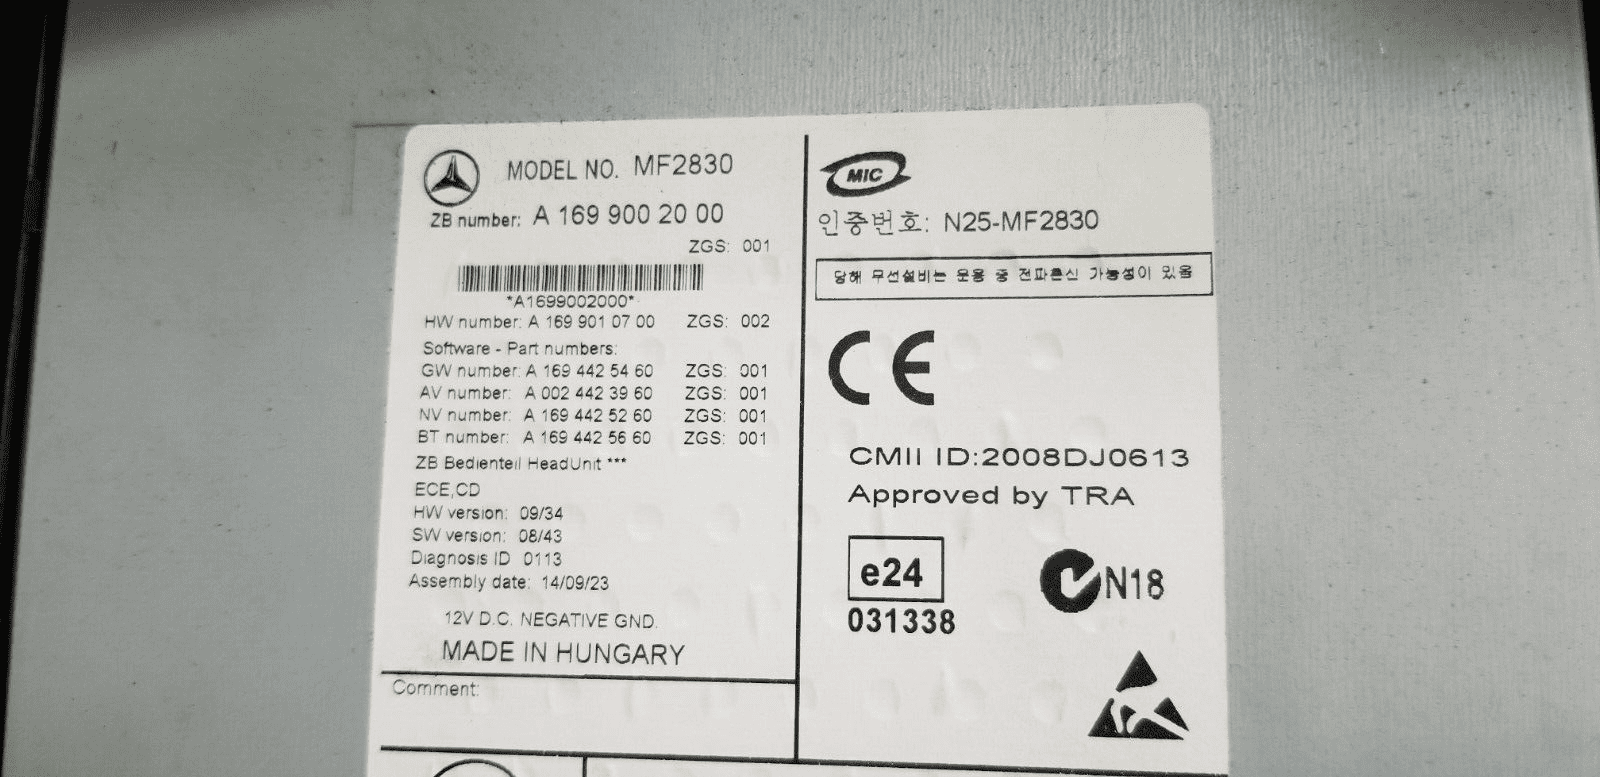 MODEL NO. MF2830
ZB number: A 169 900 20 00
ZGS: 001
*A1699002000*
HW number: A 169 901 07 00 ZGS: 002
Software - Part numbers:
GW number: A 169 442 54 60 ZGS: 001
AV number: A 002 442 39 60 ZGS: 001
NV number: A 169 442 52 60 ZGS: 001
BT number: A 169 442 56 60 ZGS: 001
ZB Bedienteil HeadUnit ***
ECE,CD
HW version: 09/34
SW version: 08/43
Diagnosis ID 0113
Assembly date: 14/09/23
12V D.C. NEGATIVE GND.
MADE IN HUNGARY
Comment:
MIC
인증번호: N25-MF2830
당해 무선설비는 운용 중 전파혼신 가능성이 있음
CE
CMII ID:2008DJ0613
Approved by TRA
e24
031338
N18